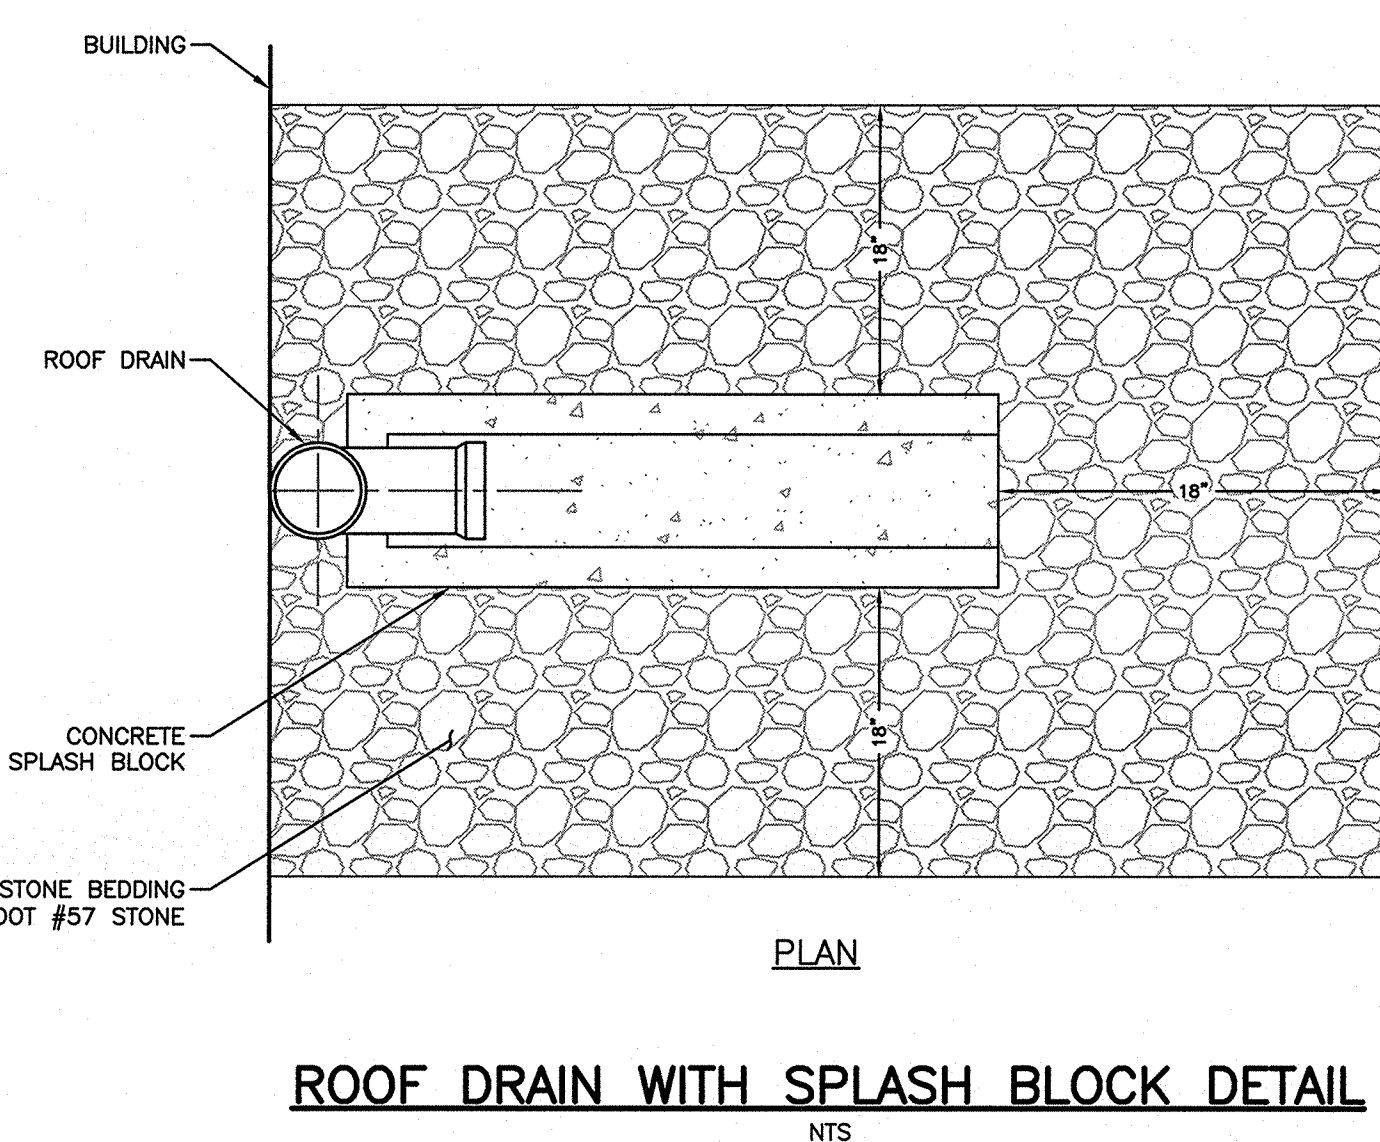 BUILDING
18"
ROOF DRAIN
18"
CONCRETE
SPLASH BLOCK
18"
STONE BEDDING
#57 STONE
PLAN
ROOF DRAIN WITH SPLASH BLOCK DETAIL
NTS